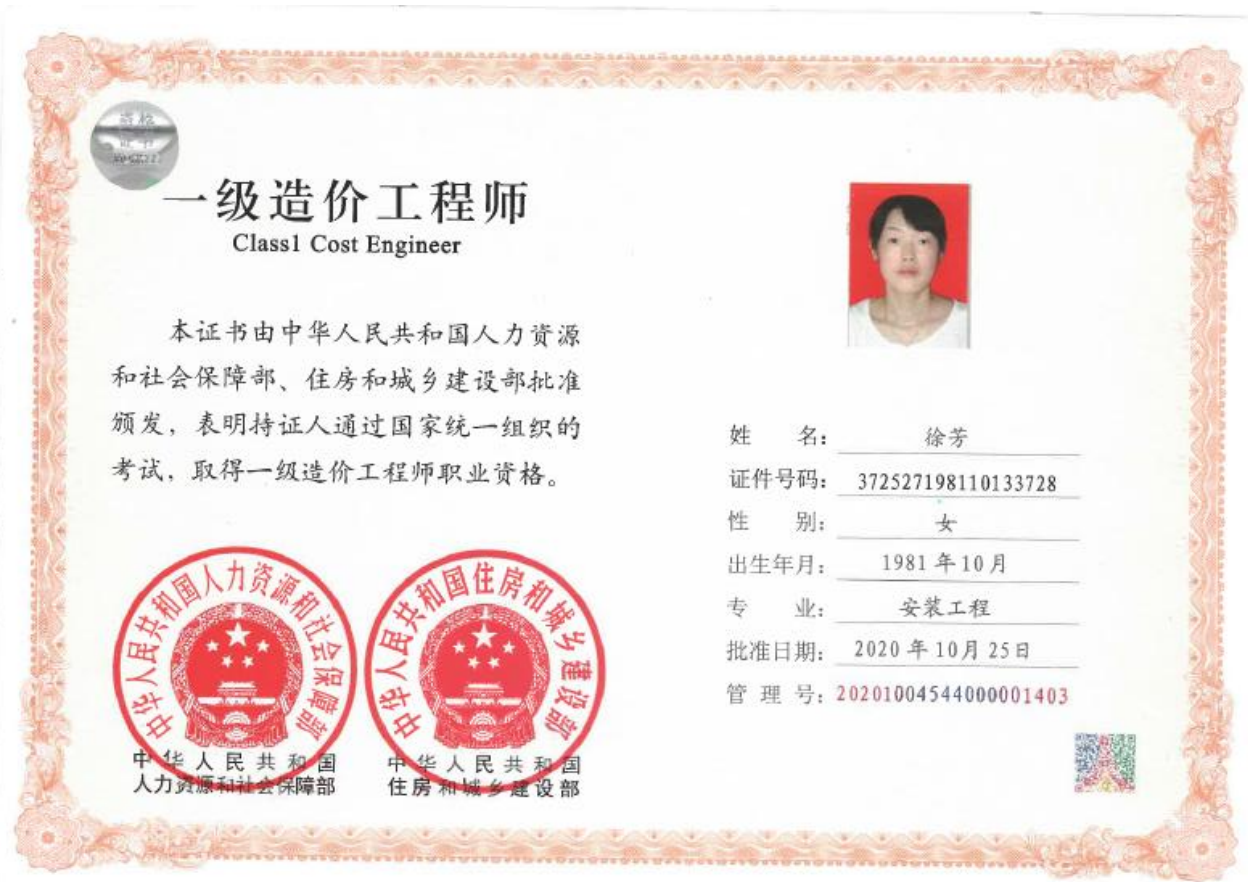 一级造价工程师
Class1 Cost Engineer
本证书由中华人民共和国人力资源
和社会保障部、住房和城乡建设部批准
颁发，表明持证人通过国家统一组织的
考试，取得一级造价工程师职业资格。
中华人民共和国人力资源和社会保障部
中华人民共和国
人力资源和社会保障部
中华人民共和国住房和城乡建设部
中华人民共和国
住房和城乡建设部
姓 名： 徐芳
证件号码： 372527198110133728
性 别： 女
出生年月： 1981年10月
专 业： 安装工程
批准日期： 2020年10月25日
管 理 号： 20201004544000001403